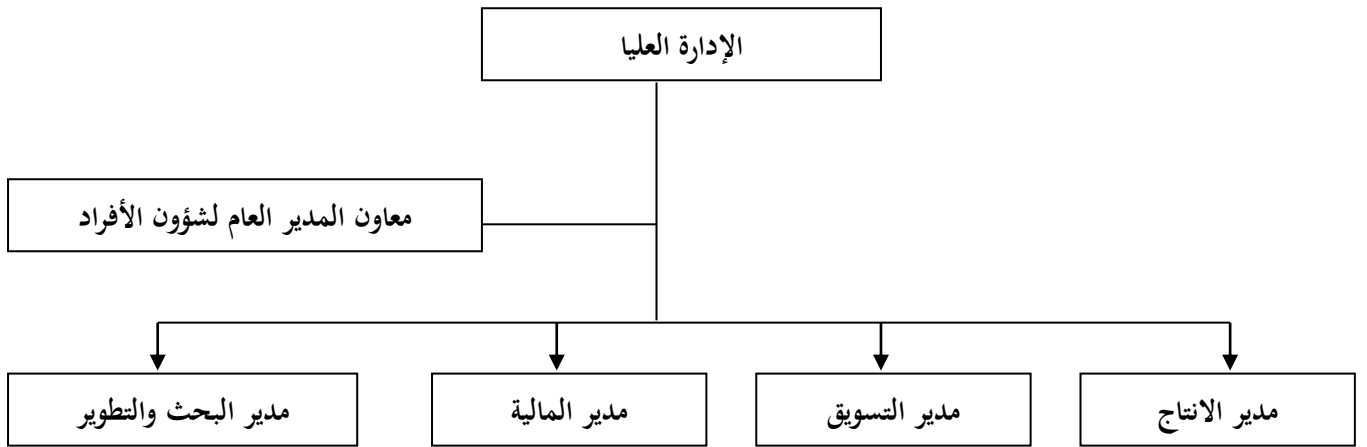 الإدارة العليا
معاون المدير العام لشؤون الأفراد
مدير الانتاج
مدير التسويق
مدير المالية
مدير البحث والتطوير